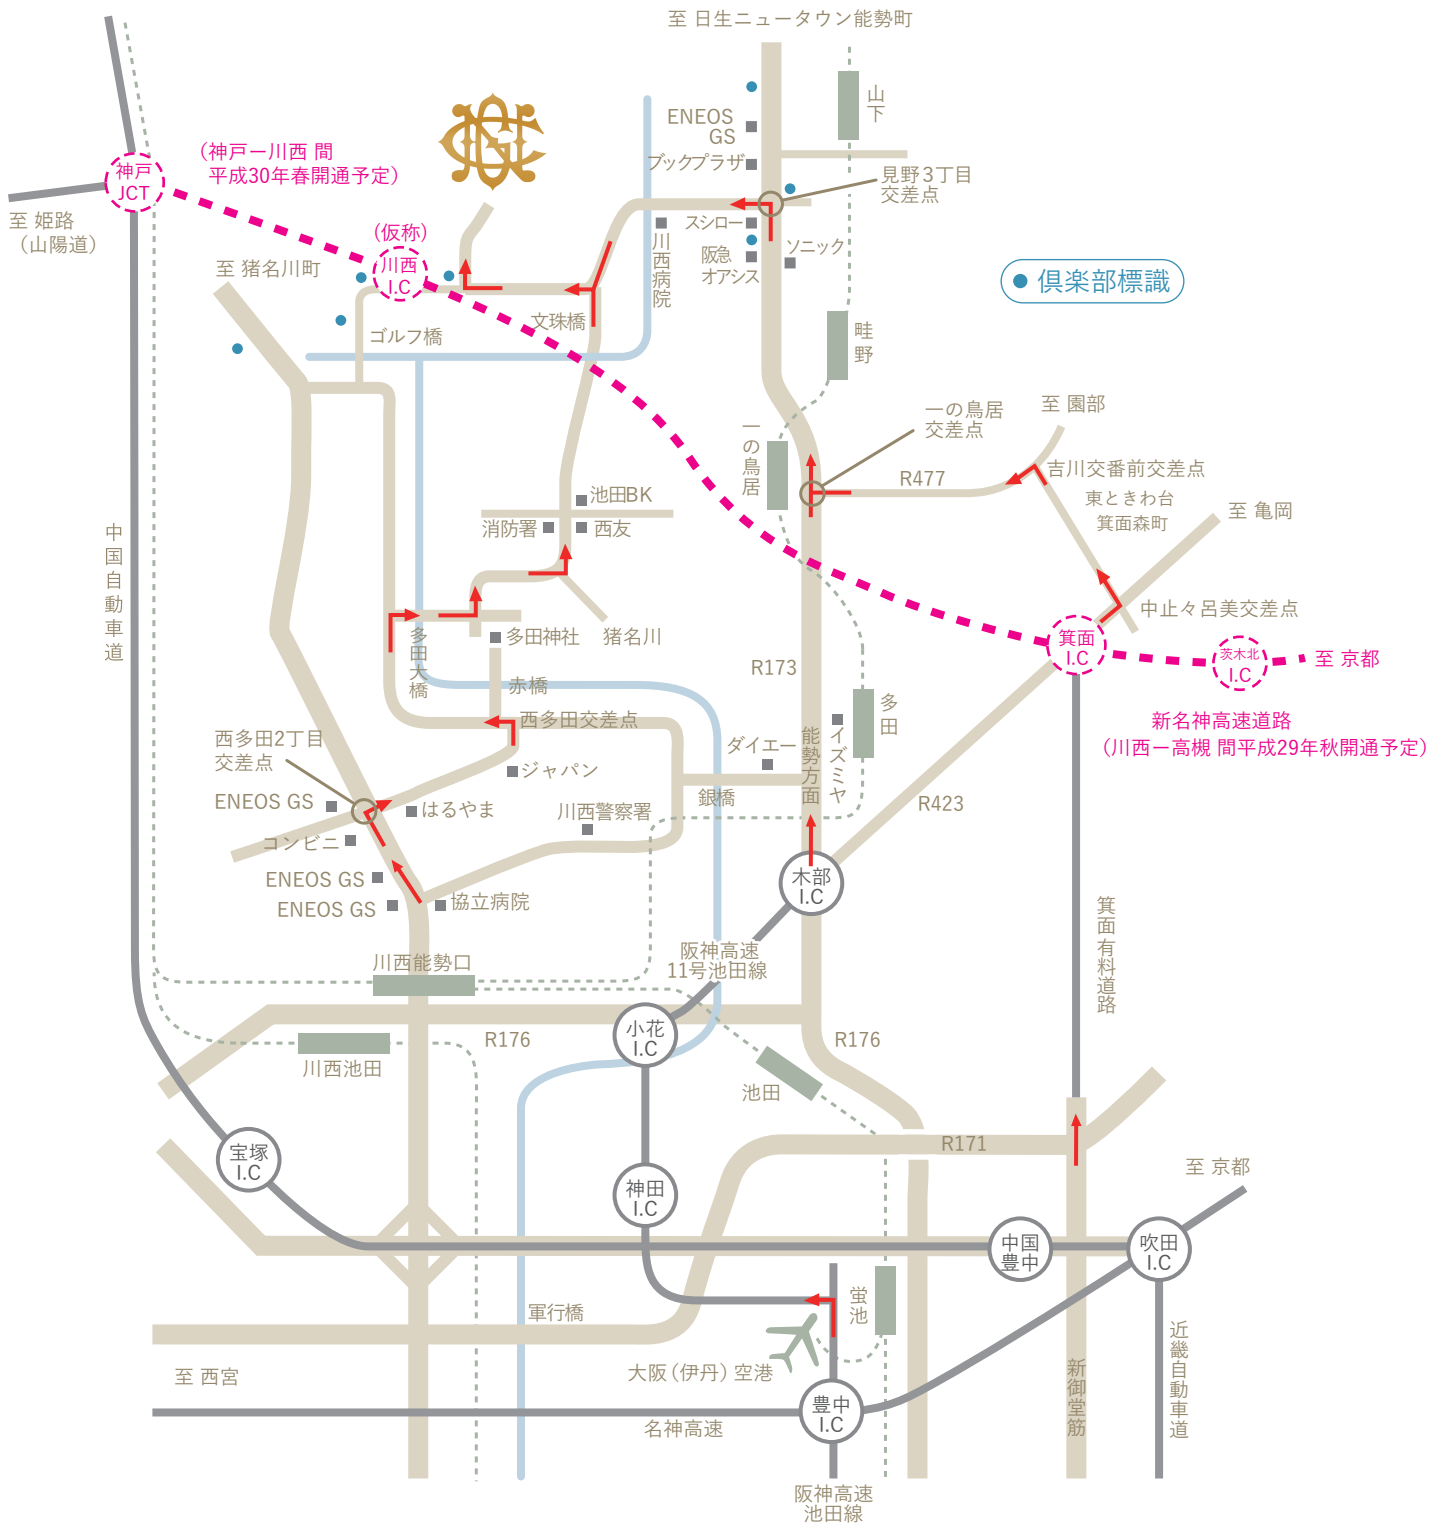 至 日生ニュータウン能勢町
山下
ENEOS
GS
ブックプラザ
見野3丁目
交差点
スシロー
阪急
オアシス
ソニック
川西病院
神戸
JCT
（神戸ー川西 間
平成30年春開通予定）
至 姫路
（山陽道）
（仮称）
川西
I.C
至 猪名川町
ゴルフ橋
文珠橋
倶楽部標識
畦野
一の鳥居
一の鳥居
交差点
至 園部
R477
吉川交番前交差点
東ときわ台
箕面森町
至 亀岡
中止々呂美交差点
池田BK
消防署
西友
中国自動車道
多田大橋
多田神社
猪名川
赤橋
R173
箕面
I.C
茨木北
I.C
至 京都
新名神高速道路
（川西ー高槻 間平成29年秋開通予定）
西多田交差点
多田
西多田2丁目
交差点
ダイエー
能勢方面
イズミヤ
ジャパン
ENEOS GS
はるやま
川西警察署
銀橋
R423
コンビニ
ENEOS GS
ENEOS GS
協立病院
木部
I.C
箕面有料道路
川西能勢口
阪神高速
11号池田線
R176
小花
I.C
R176
川西池田
池田
宝塚
I.C
R171
神田
I.C
至 京都
中国
豊中
吹田
I.C
軍行橋
蛍池
大阪（伊丹）空港
至 西宮
新御堂筋
近畿自動車道
名神高速
豊中
I.C
阪神高速
池田線